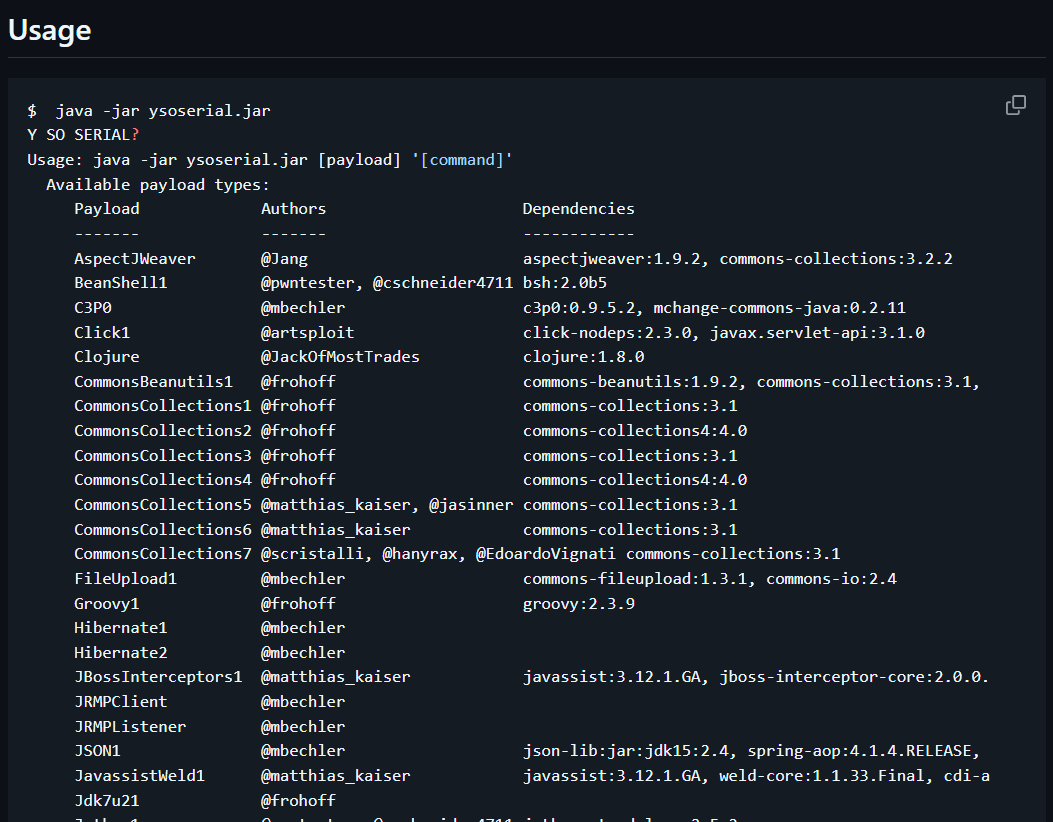 Usage
$  java -jar ysoserial.jar
Y SO SERIAL?
Usage: java -jar ysoserial.jar [payload] '[command]'
  Available payload types:
     Payload             Authors                     Dependencies
     -------             -------                     ------------
     AspectJWeaver       @Jang                       aspectjweaver:1.9.2, commons-collections:3.2.2
     BeanShell1          @pwntester, @cschneider4711 bsh:2.0b5
     C3P0                @mbechler                   c3p0:0.9.5.2, mchange-commons-java:0.2.11
     Click1              @artsploit                  click-nodeps:2.3.0, javax.servlet-api:3.1.0
     Clojure             @JackOfMostTrades           clojure:1.8.0
     CommonsBeanutils1   @frohoff                    commons-beanutils:1.9.2, commons-collections:3.1,
     CommonsCollections1 @frohoff                    commons-collections:3.1
     CommonsCollections2 @frohoff                    commons-collections4:4.0
     CommonsCollections3 @frohoff                    commons-collections:3.1
     CommonsCollections4 @frohoff                    commons-collections4:4.0
     CommonsCollections5 @matthias_kaiser, @jasinner commons-collections:3.1
     CommonsCollections6 @matthias_kaiser            commons-collections:3.1
     CommonsCollections7 @scristalli, @hanyrax, @EdoardoVignati commons-collections:3.1
     FileUpload1         @mbechler                   commons-fileupload:1.3.1, commons-io:2.4
     Groovy1             @frohoff                    groovy:2.3.9
     Hibernate1          @mbechler
     Hibernate2          @mbechler
     JBossInterceptors1  @matthias_kaiser            javassist:3.12.1.GA, jboss-interceptor-core:2.0.0.
     JRMPClient          @mbechler
     JRMPListener        @mbechler
     JSON1               @mbechler                   json-lib:jar:jdk15:2.4, spring-aop:4.1.4.RELEASE,
     JavassistWeld1      @matthias_kaiser            javassist:3.12.1.GA, weld-core:1.1.33.Final, cdi-a
     Jdk7u21             @frohoff